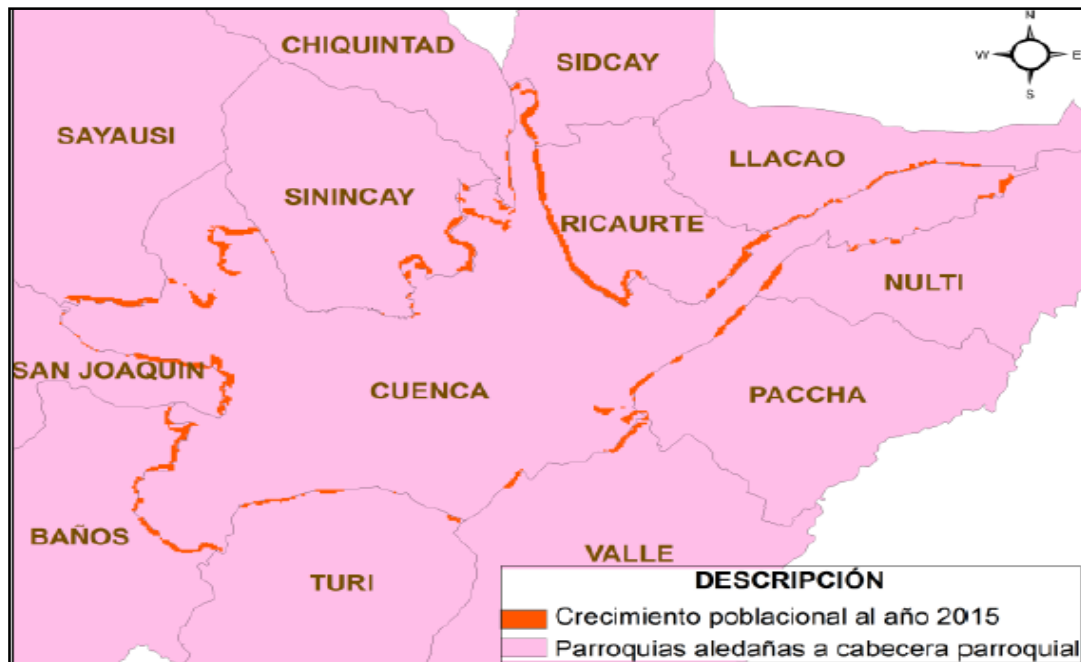 CHIQUINTAD
SIDCAY
N
W
E
S
SAYAUSI
LLACAO
SININCAY
RICAURTE
NULTI
SAN JOAQUIN
CUENCA
PACCHA
BAÑOS
VALLE
TURI
DESCRIPCIÓN
Crecimiento poblacional al año 2015
Parroquias aledañas a cabecera parroquial